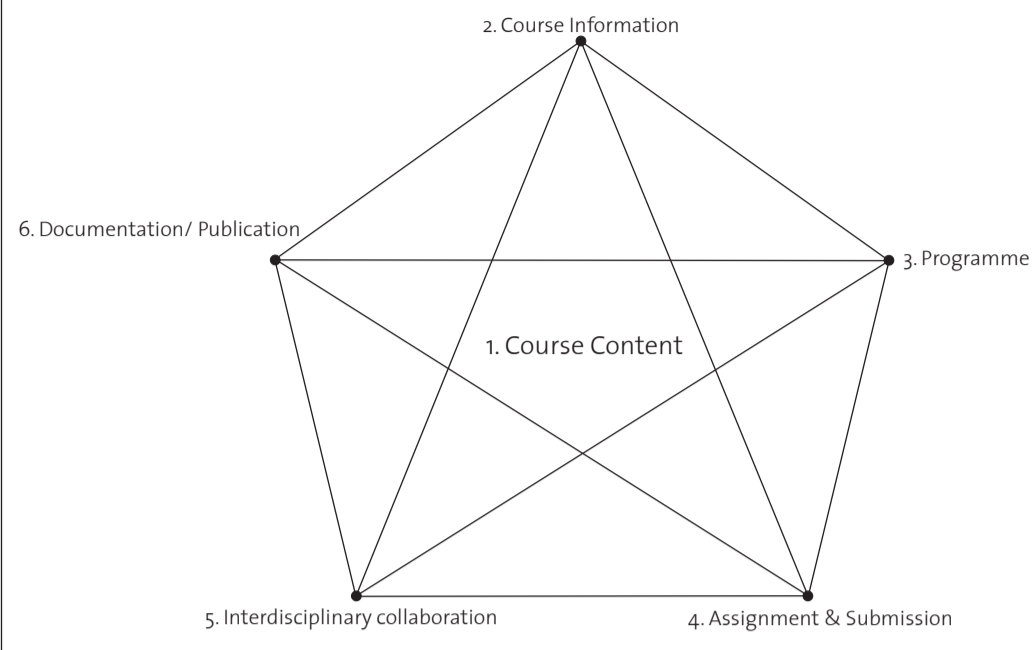 2. Course Information
6. Documentation/ Publication
3. Programme
1. Course Content
5. Interdisciplinary collaboration
4. Assignment & Submission